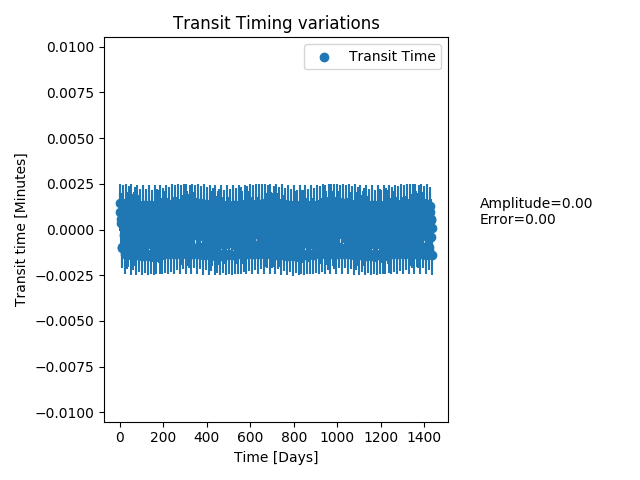 Transit Timing variations
Transit Time
0.0100
0.0075
0.0050
0.0025
0.0000
−0.0025
−0.0050
−0.0075
−0.0100
Transit time [Minutes]
0 200 400 600 800 1000 1200 1400
Time [Days]
Amplitude=0.00
Error=0.00